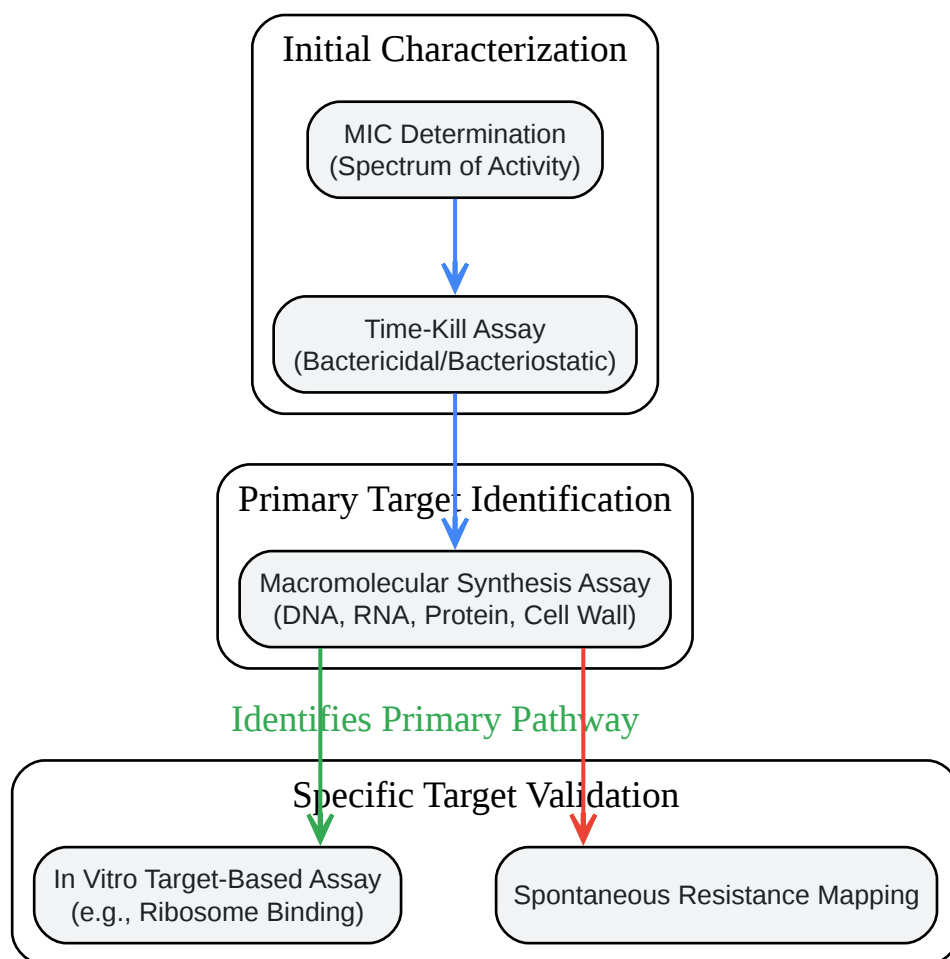 Initial Characterization
MIC Determination
(Spectrum of Activity)
Time-Kill Assay
(Bactericidal/Bacteriostatic)
Primary Target Identification
Macromolecular Synthesis Assay
(DNA, RNA, Protein, Cell Wall)
Identifies Primary Pathway
Specific Target Validation
In Vitro Target-Based Assay
(e.g., Ribosome Binding)
Spontaneous Resistance Mapping